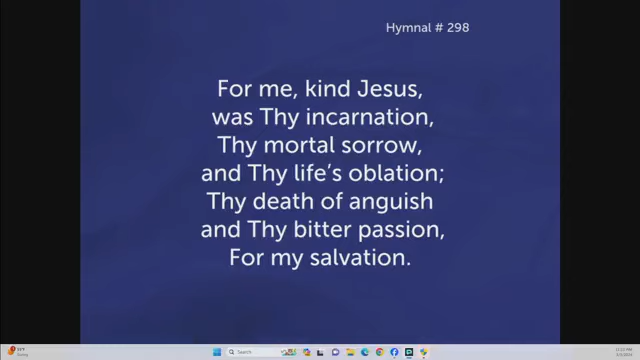 Hymnal # 298
For me, kind Jesus,
was Thy incarnation,
Thy mortal sorrow,
and Thy life's oblation;
Thy death of anguish
and Thy bitter passion,
For my salvation.
Search